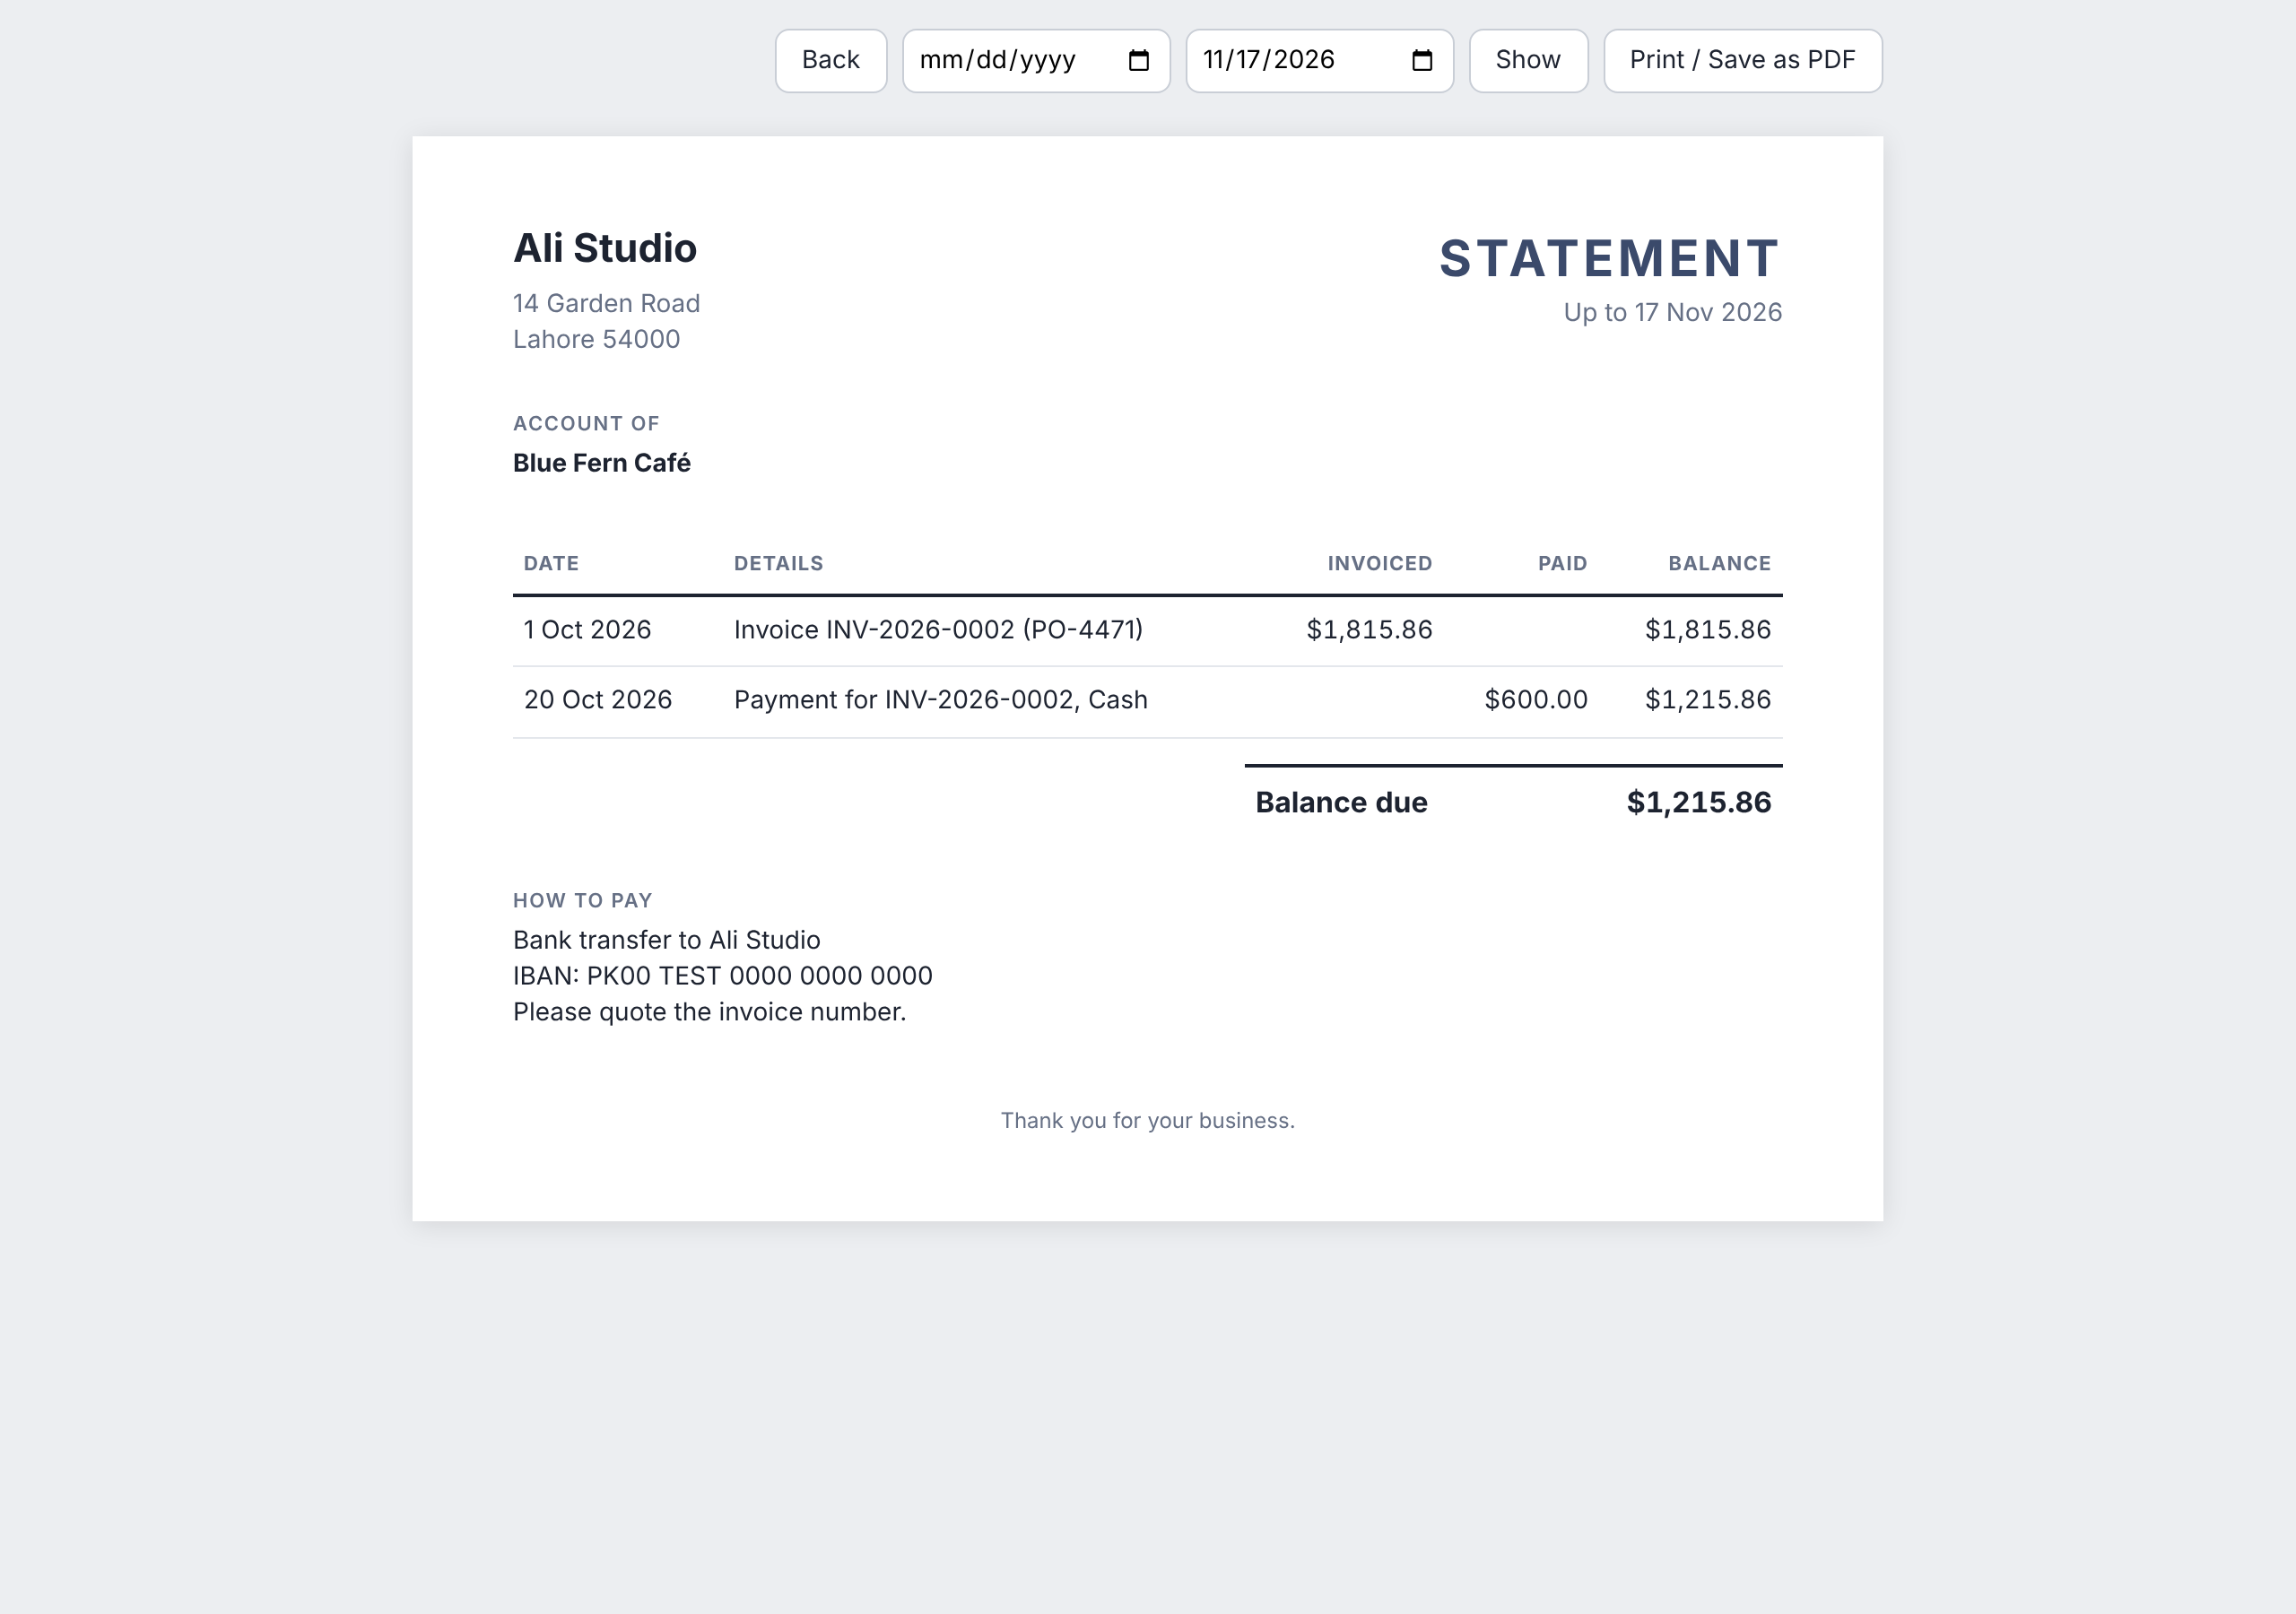 Back mm/dd/yyyy 11/17/2026 Show Print / Save as PDF
Ali Studio
14 Garden Road
Lahore 54000
STATEMENT
Up to 17 Nov 2026
ACCOUNT OF
Blue Fern Café
DATE DETAILS INVOICED PAID BALANCE
1 Oct 2026 Invoice INV-2026-0002 (PO-4471) $1,815.86 $1,815.86
20 Oct 2026 Payment for INV-2026-0002, Cash $600.00 $1,215.86
Balance due $1,215.86
HOW TO PAY
Bank transfer to Ali Studio
IBAN: PK00 TEST 0000 0000 0000
Please quote the invoice number.
Thank you for your business.